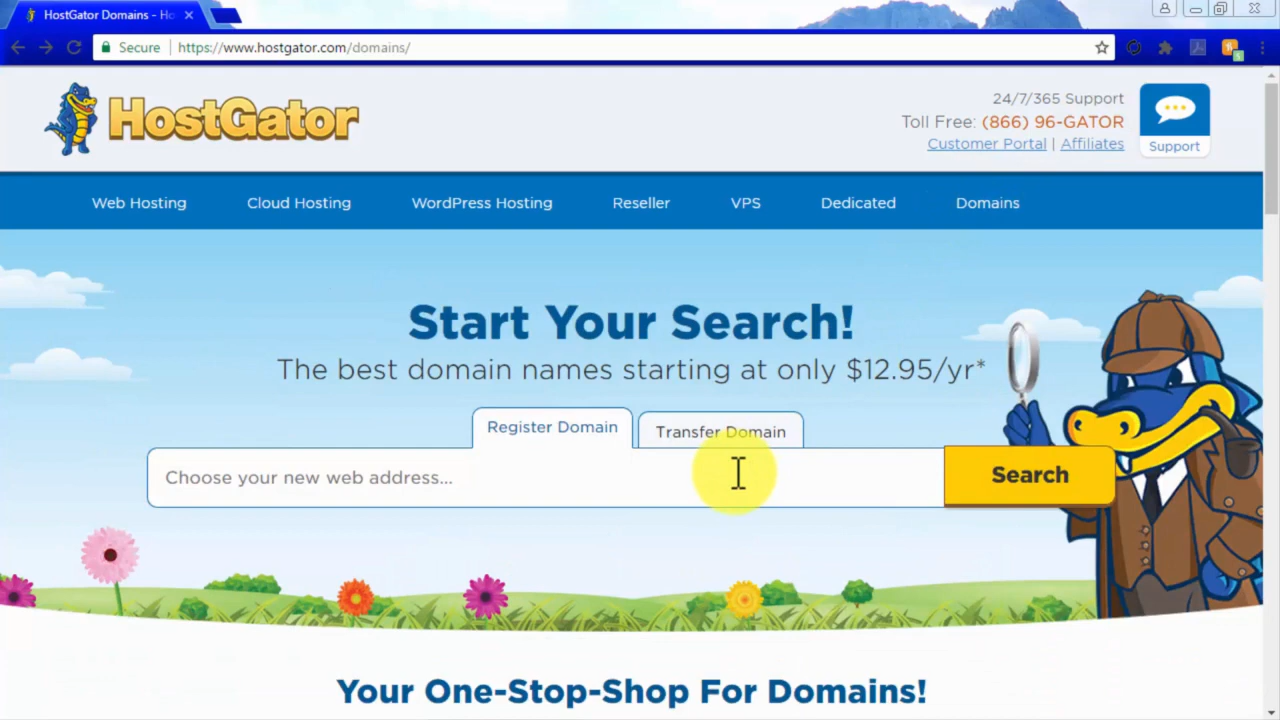 HostGator Domains - Ho
Secure
https://www.hostgator.com/domains/
HostGator
24/7/365 Support
Toll Free: (866) 96-GATOR
Customer Portal | Affiliates
Support
Web Hosting
Cloud Hosting
WordPress Hosting
Reseller
VPS
Dedicated
Domains
Start Your Search!
The best domain names starting at only $12.95/yr*
Register Domain
Transfer Domain
Choose your new web address...
Search
Your One-Stop-Shop For Domains!